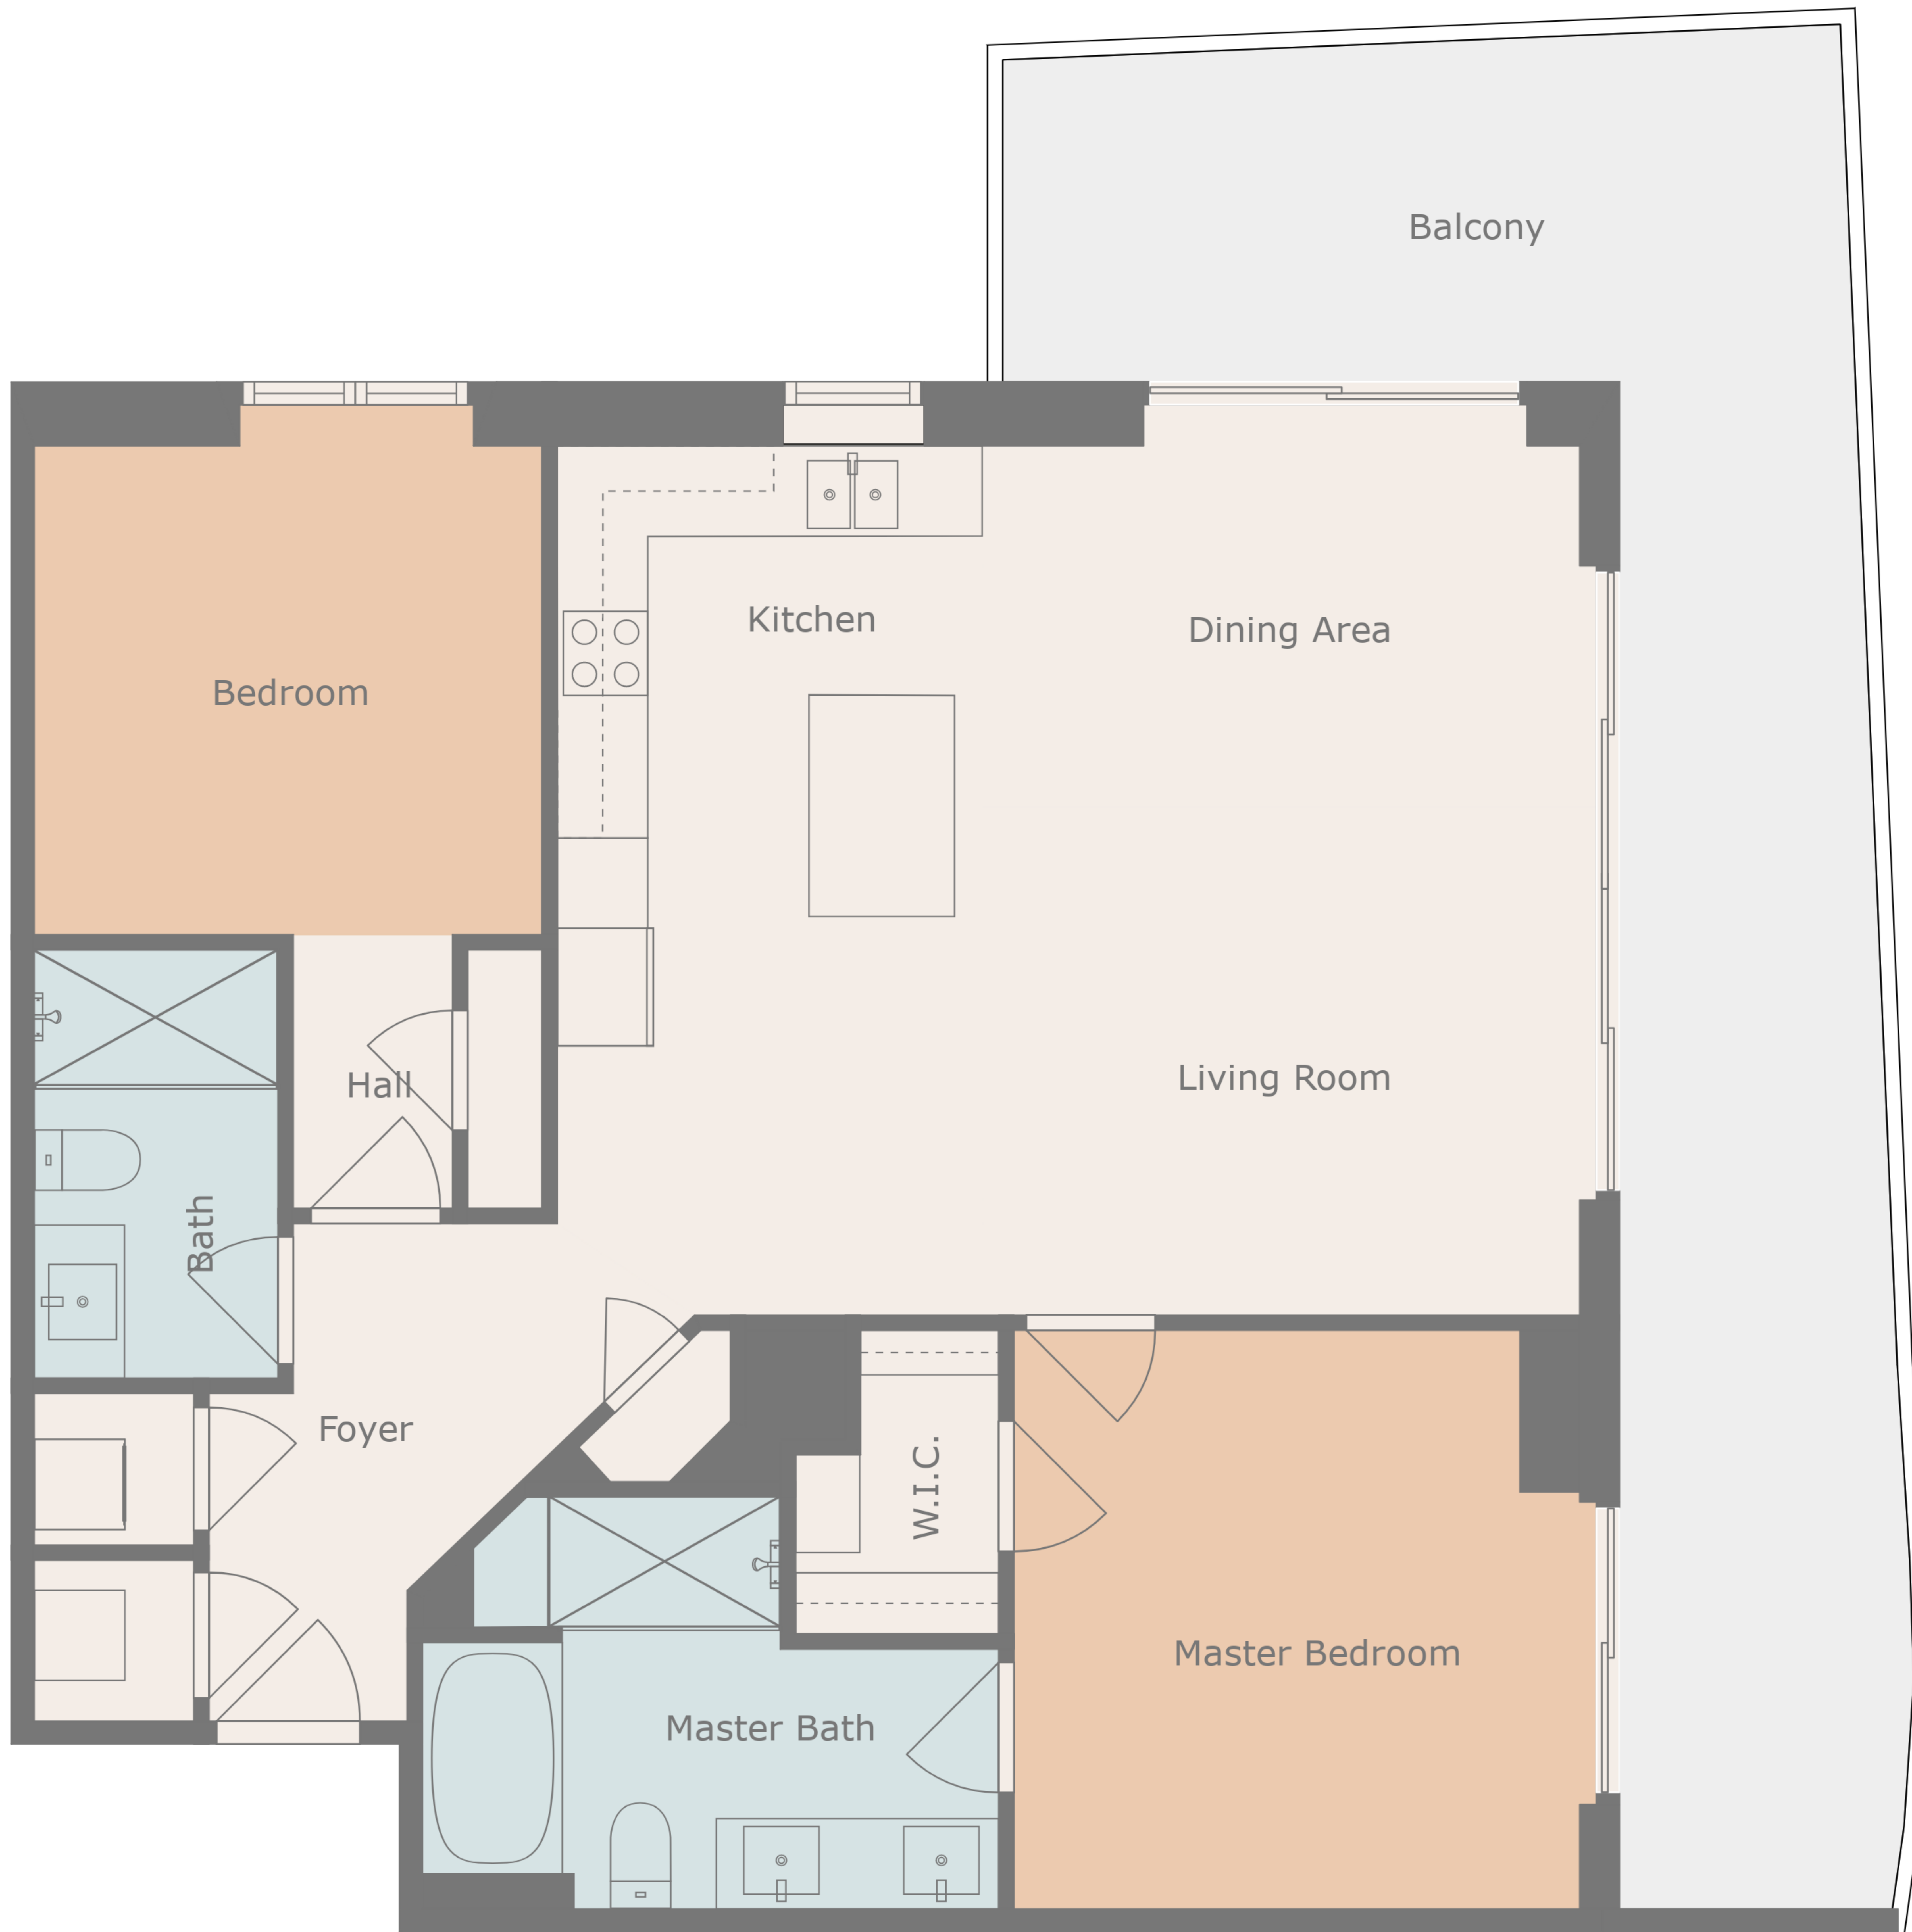 Balcony
Kitchen
Dining Area
Bedroom
Living Room
Hall
Bath
Foyer
W.I.C.
Master Bedroom
Master Bath